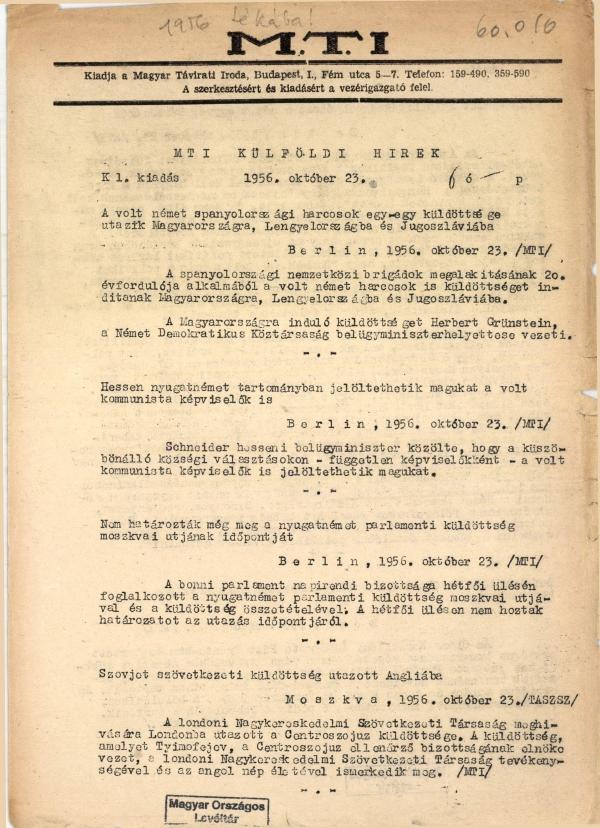 1956 tékába!
60.010
M.T.I
Kiadja a Magyar Távirati Iroda, Budapest, I., Fém utca 5—7. Telefon: 159-490, 359-590
A szerkesztésért és kiadásért a vezérigazgató felel.
MTI KÜLFÖLDI HIREK
K 1. kiadás 1956. október 23. ó — p
A volt német spanyolországi harcosok egy-egy küldöttsége
utazik Magyarországra, Lengyelországba és Jugoszláviába
Berlin, 1956. október 23. /MTI/
A spanyolországi nemzetközi brigádok megalakitásának 2o.
évfordulója alkalmából a volt német harcosok is küldöttséget in-
ditanak Magyarországra, Lengyelországba és Jugoszláviába.
A Magyarországra induló küldöttséget Herbert Grünstein,
a Német Demokratikus Köztársaság belügyminiszterhelyettese vezeti.
- . -
Hessen nyugatnémet tartományban jelöltethetik magukat a volt
kommunista képviselők is
Berlin, 1956. október 23. /MTI/
Schneider hesseni belügyminiszter közölte, hogy a küszö-
bönálló községi választásokon - független képviselőkként - a volt
kommunista képviselők is jelöltethetik magukat.
- . -
Nem határozták még meg a nyugatnémet parlamenti küldöttség
moszkvai utjának időpontját
Berlin, 1956. október 23. /MTI/
A bonni parlament napirendi bizottsága hétfői ülésén
foglalkozott a nyugatnémet parlamenti küldöttség moszkvai utjá-
val és a küldöttség összetételével. A hétfői ülésen nem hoztak
határozatot az utazás időpontjáról.
- . -
Szovjet szövetkezeti küldöttség utazott Angliába
Moszkva, 1956. október 23./TASZSZ/
A londoni Nagykereskedelmi Szövetkezeti Társaság meghi-
vására Londonba utazott a Centroszojuz küldöttsége. A küldöttség,
amelyet Tyimofejev, a Centroszojuz ellenőrző bizottságának elnöke
vezet, a londoni Nagykereskedelmi Szövetkezeti Társaság tevékeny-
ségével és az angol nép életével ismerkedik meg. /MTI/
- . -
Magyar Országos
Levéltár